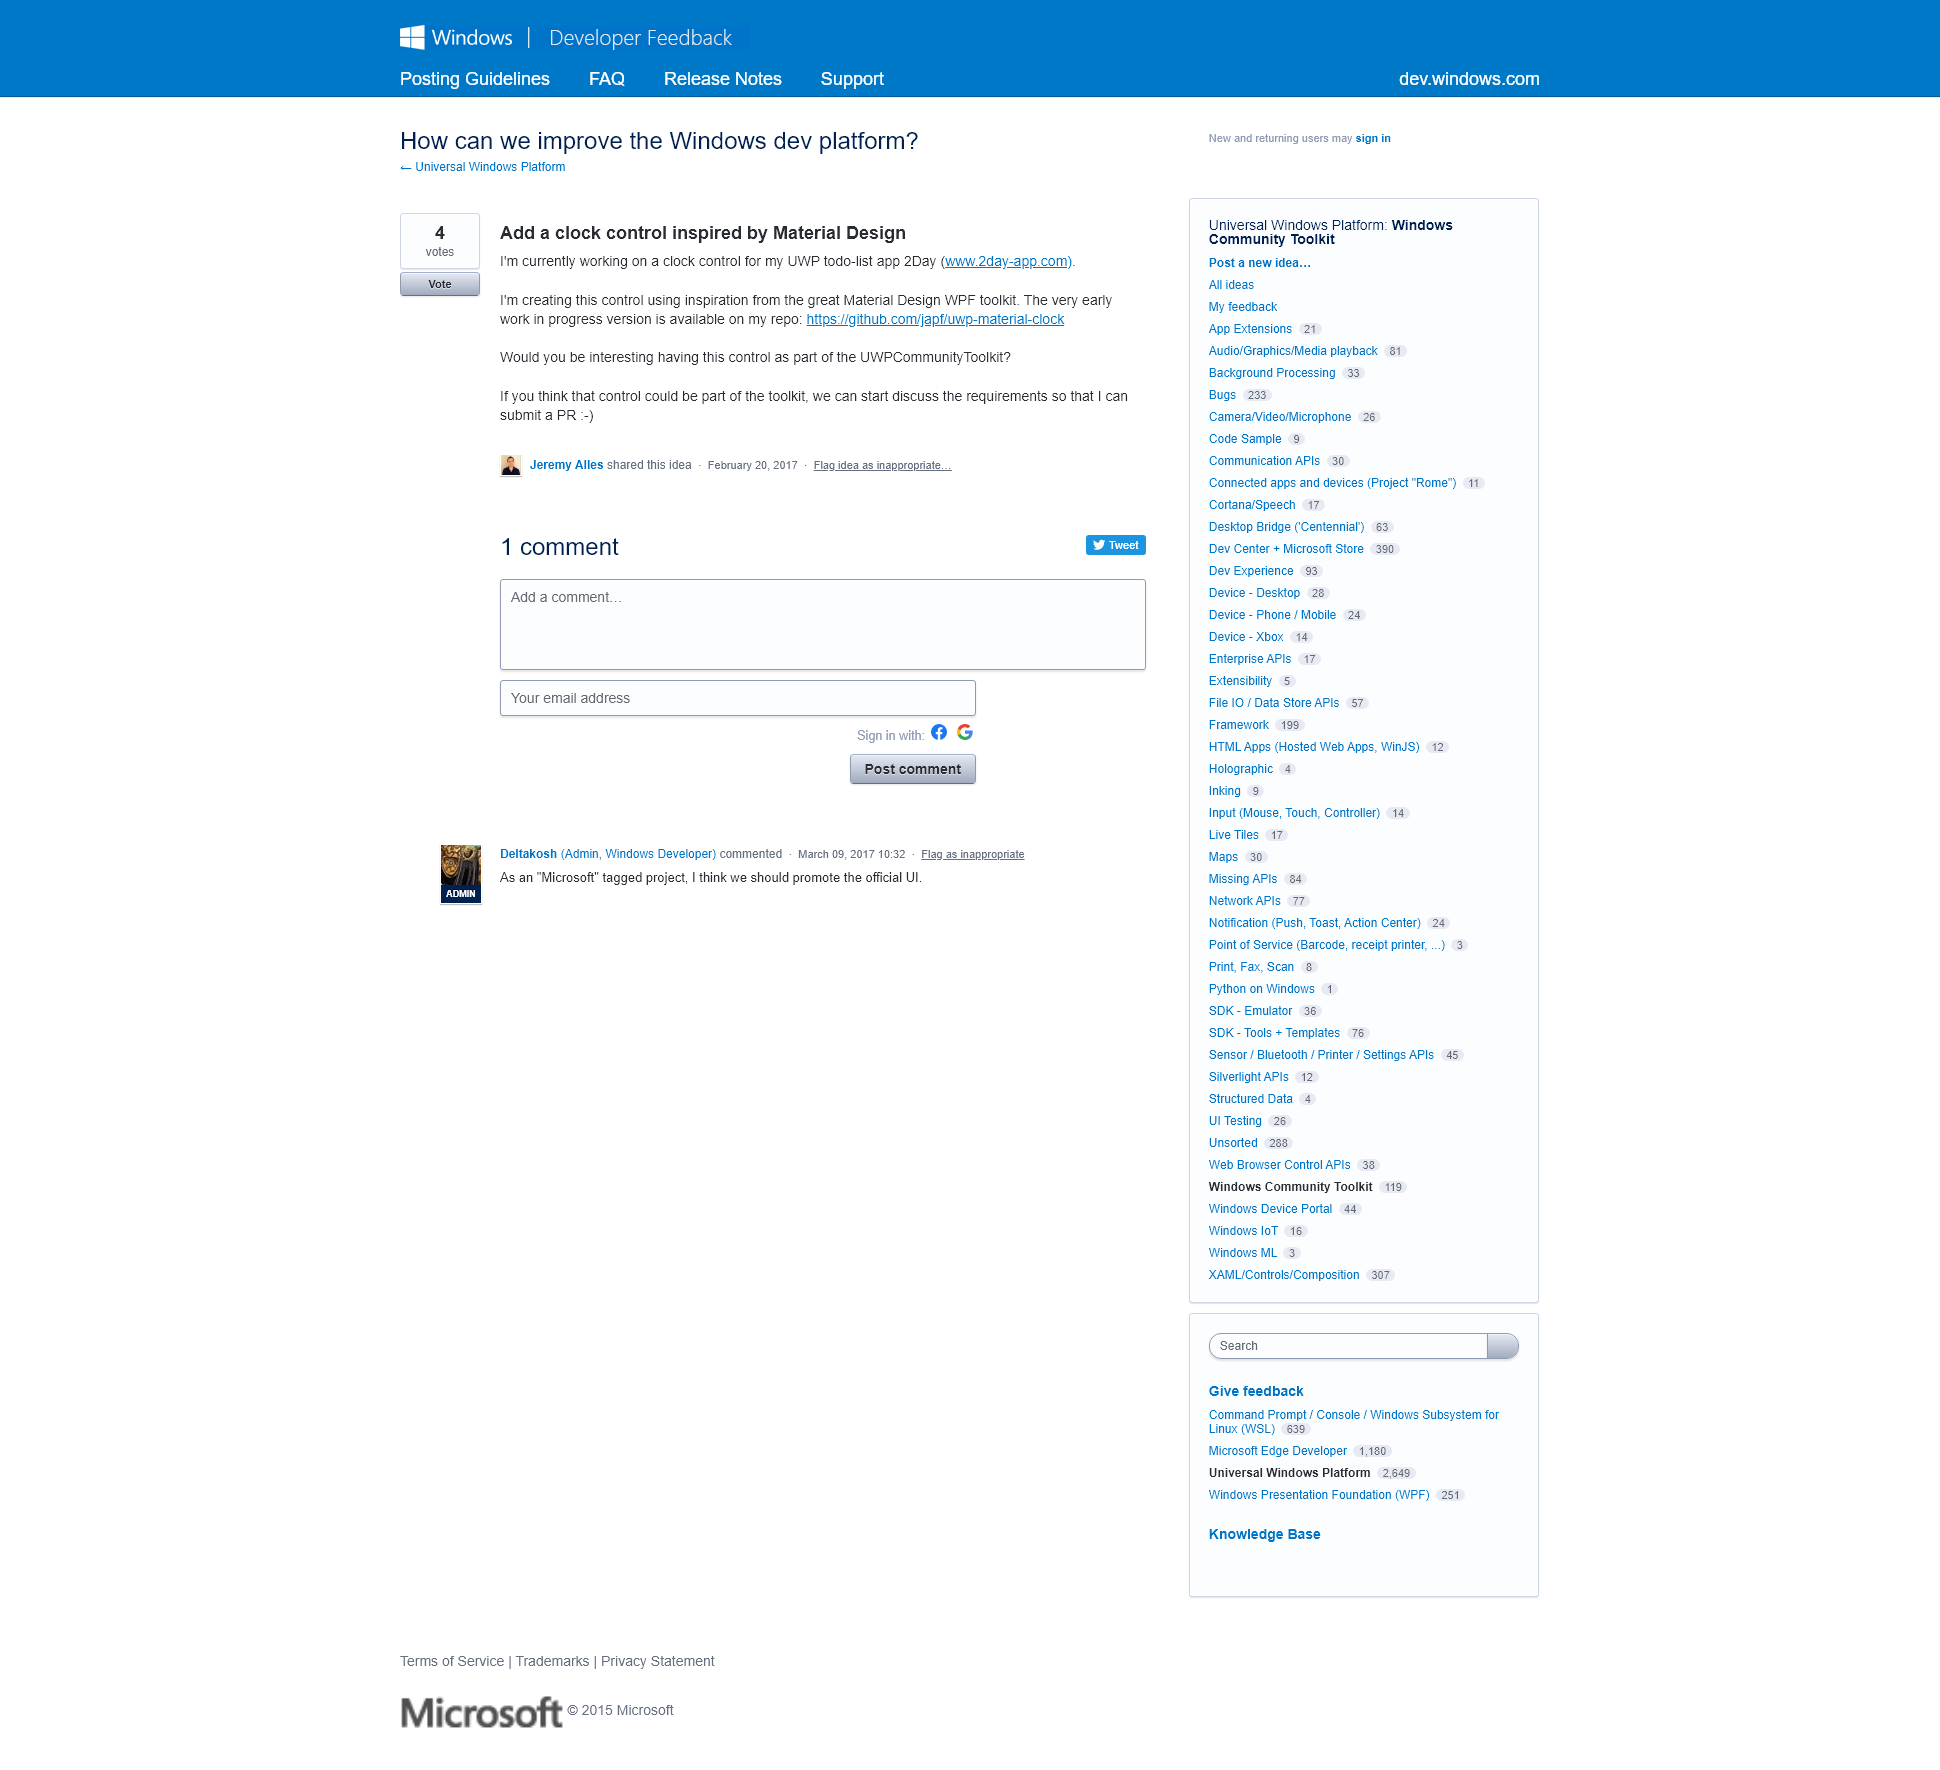 Windows | Developer Feedback
Posting Guidelines FAQ Release Notes Support dev.windows.com
How can we improve the Windows dev platform?
← Universal Windows Platform
New and returning users may sign in
4
votes
Vote
Add a clock control inspired by Material Design
I'm currently working on a clock control for my UWP todo-list app 2Day (www.2day-app.com).
I'm creating this control using inspiration from the great Material Design WPF toolkit. The very early
work in progress version is available on my repo: https://github.com/japf/uwp-material-clock
Would you be interesting having this control as part of the UWPCommunityToolkit?
If you think that control could be part of the toolkit, we can start discuss the requirements so that I can
submit a PR :-)
Jeremy Alles shared this idea · February 20, 2017 · Flag idea as inappropriate…
1 comment
Tweet
Add a comment…
Your email address
Sign in with:
Post comment
ADMIN
Deltakosh (Admin, Windows Developer) commented · March 09, 2017 10:32 · Flag as inappropriate
As an "Microsoft" tagged project, I think we should promote the official UI.
Universal Windows Platform: Windows
Community Toolkit
Post a new idea…
All ideas
My feedback
App Extensions 21
Audio/Graphics/Media playback 81
Background Processing 33
Bugs 233
Camera/Video/Microphone 26
Code Sample 9
Communication APIs 30
Connected apps and devices (Project "Rome") 11
Cortana/Speech 17
Desktop Bridge ('Centennial') 63
Dev Center + Microsoft Store 390
Dev Experience 93
Device - Desktop 28
Device - Phone / Mobile 24
Device - Xbox 14
Enterprise APIs 17
Extensibility 5
File IO / Data Store APIs 57
Framework 199
HTML Apps (Hosted Web Apps, WinJS) 12
Holographic 4
Inking 9
Input (Mouse, Touch, Controller) 14
Live Tiles 17
Maps 30
Missing APIs 84
Network APIs 77
Notification (Push, Toast, Action Center) 24
Point of Service (Barcode, receipt printer, ...) 3
Print, Fax, Scan 8
Python on Windows 1
SDK - Emulator 36
SDK - Tools + Templates 76
Sensor / Bluetooth / Printer / Settings APIs 45
Silverlight APIs 12
Structured Data 4
UI Testing 26
Unsorted 288
Web Browser Control APIs 38
Windows Community Toolkit 119
Windows Device Portal 44
Windows IoT 16
Windows ML 3
XAML/Controls/Composition 307
Search
Give feedback
Command Prompt / Console / Windows Subsystem for
Linux (WSL) 639
Microsoft Edge Developer 1,180
Universal Windows Platform 2,649
Windows Presentation Foundation (WPF) 251
Knowledge Base
Terms of Service | Trademarks | Privacy Statement
Microsoft © 2015 Microsoft